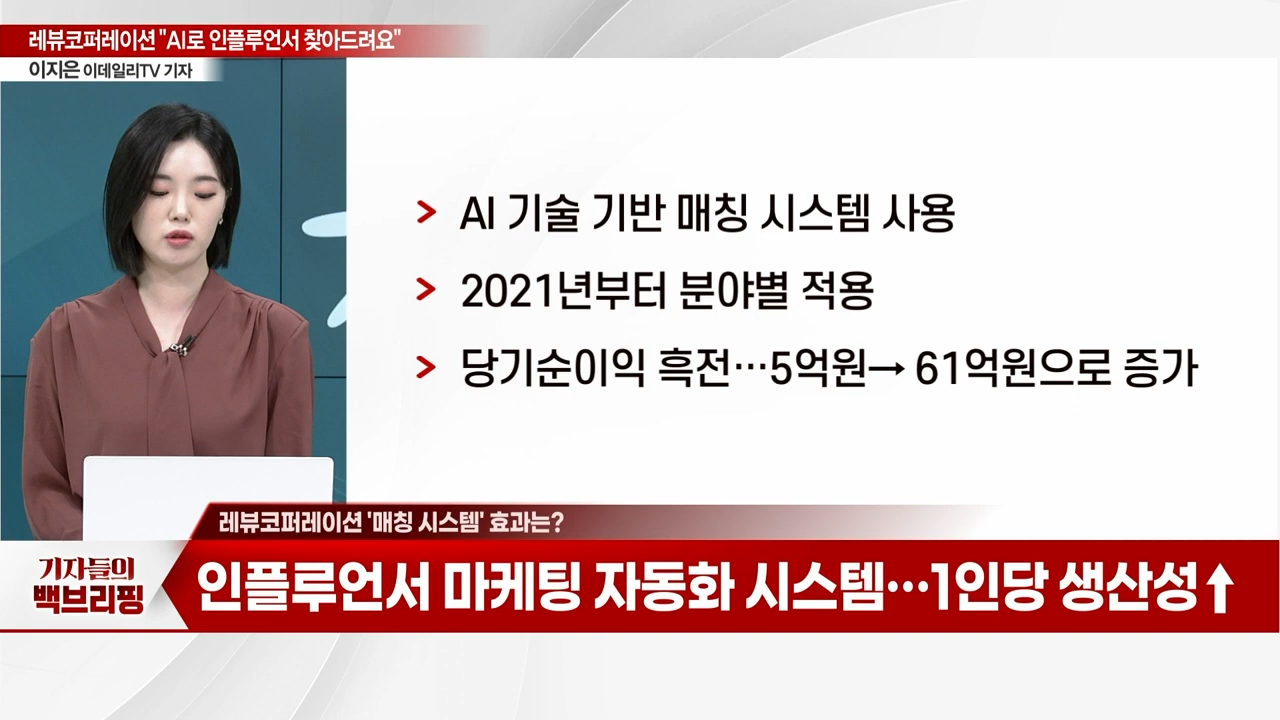 레뷰코퍼레이션 "AI로 인플루언서 찾아드려요"
이지은 이데일리TV 기자
> AI 기술 기반 매칭 시스템 사용
> 2021년부터 분야별 적용
> 당기순이익 흑전…5억원→ 61억원으로 증가
레뷰코퍼레이션 '매칭 시스템' 효과는?
기자들의
백브리핑
인플루언서 마케팅 자동화 시스템…1인당 생산성↑